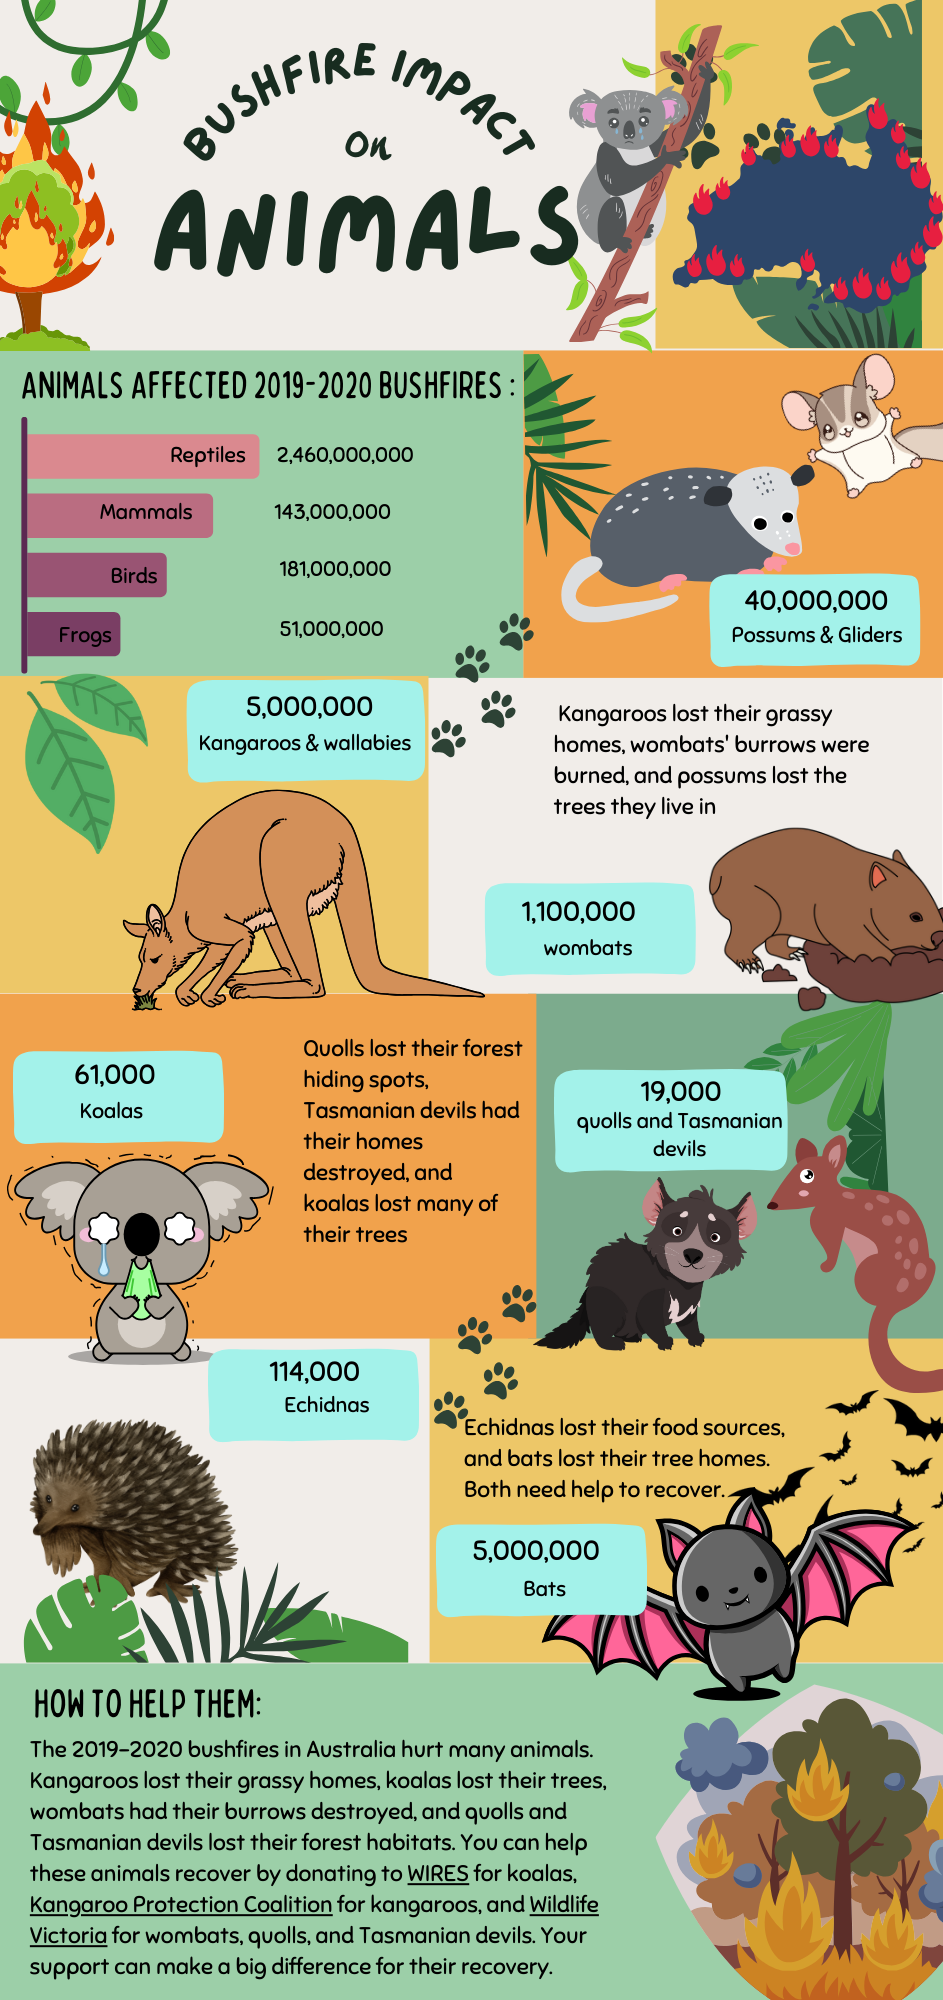 BUSHFIRE IMPACT
On
ANIMALS
ANIMALS AFFECTED 2019-2020 BUSHFIRES :
Reptiles 2,460,000,000
Mammals 143,000,000
Birds 181,000,000
Frogs 51,000,000
40,000,000
Possums & Gliders
5,000,000
Kangaroos & wallabies
Kangaroos lost their grassy
homes, wombats' burrows were
burned, and possums lost the
trees they live in
1,100,000
wombats
61,000
Koalas
Quolls lost their forest
hiding spots,
Tasmanian devils had
their homes
destroyed, and
koalas lost many of
their trees
19,000
quolls and Tasmanian
devils
114,000
Echidnas
Echidnas lost their food sources,
and bats lost their tree homes.
Both need help to recover.
5,000,000
Bats
HOW TO HELP THEM:
The 2019-2020 bushfires in Australia hurt many animals.
Kangaroos lost their grassy homes, koalas lost their trees,
wombats had their burrows destroyed, and quolls and
Tasmanian devils lost their forest habitats. You can help
these animals recover by donating to WIRES for koalas,
Kangaroo Protection Coalition for kangaroos, and Wildlife
Victoria for wombats, quolls, and Tasmanian devils. Your
support can make a big difference for their recovery.